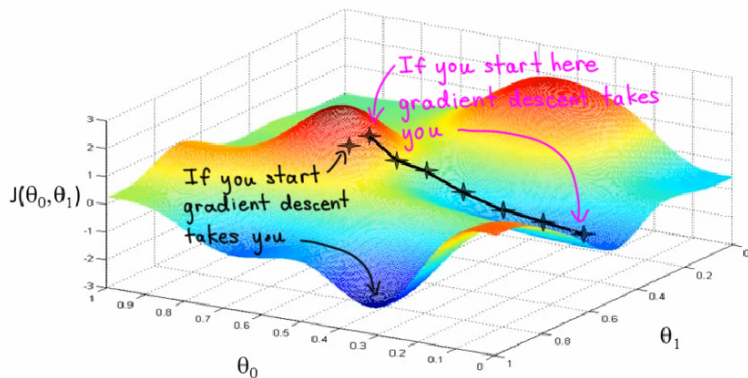 If you start here
gradient descent takes
you
If you start
gradient descent
takes you
J(θ₀,θ₁)
3
2
1
0
-1
-2
-3
1
0.9
0.8
0.7
0.6
0.5
0.4
0.3
0.2
0.1
0
θ₀
1
0.8
0.6
0.4
0.2
0
θ₁